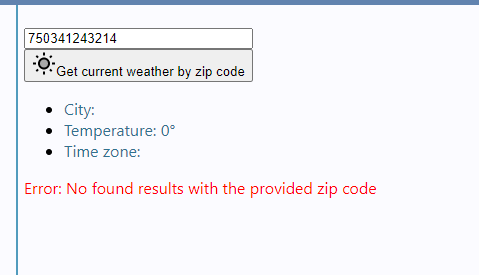 750341243214
Get current weather by zip code
City:
Temperature: 0°
Time zone:
Error: No found results with the provided zip code